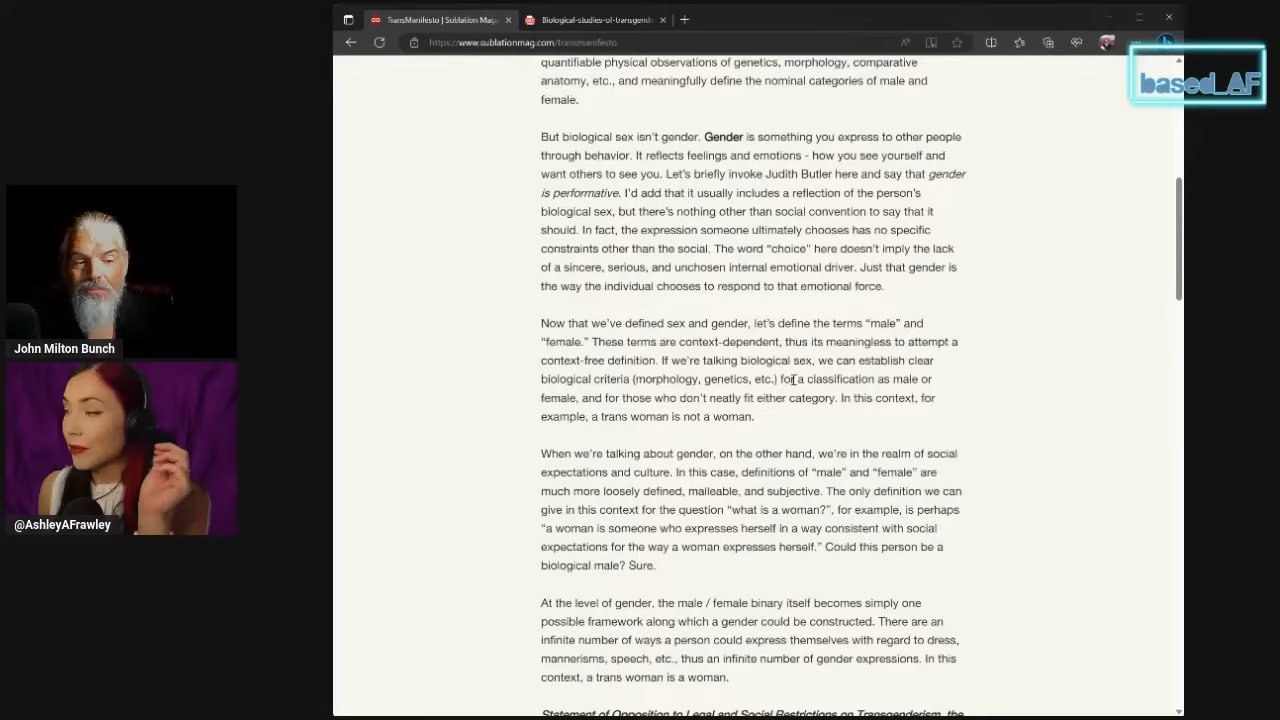 TransManifesto | Sublation Mag
Biological-studies-of-transgende
https://www.sublationmag.com/transmanifesto
based_AF
quantifiable physical observations of genetics, morphology, comparative
anatomy, etc., and meaningfully define the nominal categories of male and
female.
But biological sex isn't gender. Gender is something you express to other people
through behavior. It reflects feelings and emotions - how you see yourself and
want others to see you. Let's briefly invoke Judith Butler here and say that gender
is performative. I'd add that it usually includes a reflection of the person's
biological sex, but there's nothing other than social convention to say that it
should. In fact, the expression someone ultimately chooses has no specific
constraints other than the social. The word “choice” here doesn't imply the lack
of a sincere, serious, and unchosen internal emotional driver. Just that gender is
the way the individual chooses to respond to that emotional force.
Now that we've defined sex and gender, let's define the terms “male” and
“female.” These terms are context-dependent, thus its meaningless to attempt a
context-free definition. If we're talking biological sex, we can establish clear
biological criteria (morphology, genetics, etc.) for a classification as male or
female, and for those who don't neatly fit either category. In this context, for
example, a trans woman is not a woman.
When we're talking about gender, on the other hand, we're in the realm of social
expectations and culture. In this case, definitions of “male” and “female” are
much more loosely defined, malleable, and subjective. The only definition we can
give in this context for the question “what is a woman?”, for example, is perhaps
“a woman is someone who expresses herself in a way consistent with social
expectations for the way a woman expresses herself.” Could this person be a
biological male? Sure.
At the level of gender, the male / female binary itself becomes simply one
possible framework along which a gender could be constructed. There are an
infinite number of ways a person could express themselves with regard to dress,
mannerisms, speech, etc., thus an infinite number of gender expressions. In this
context, a trans woman is a woman.
Statement of Opposition to Legal and Social Restrictions on Transgenderism, the
John Milton Bunch
@AshleyAFrawley